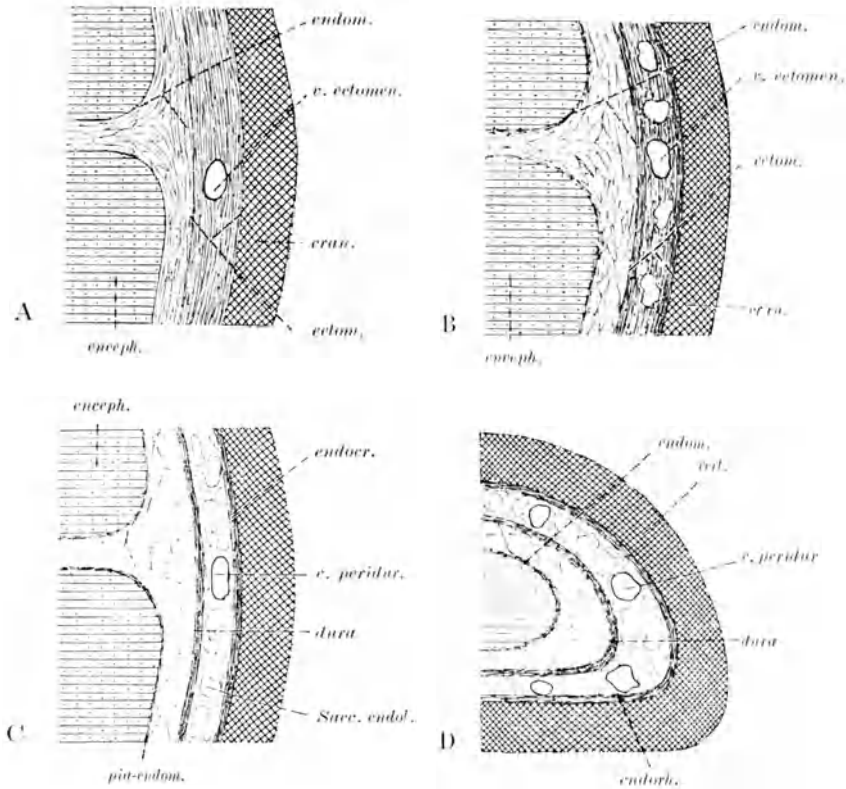 endom.
v. ectomen.
cran.
ectom.
enceph.
A
endom.
v. ectomen.
ectom.
enceph.
B
enceph.
endocr.
v. peridur.
dura
Sacc. endol.
pia-endom.
C
endom.
v. peridur
dura
endorh.
D